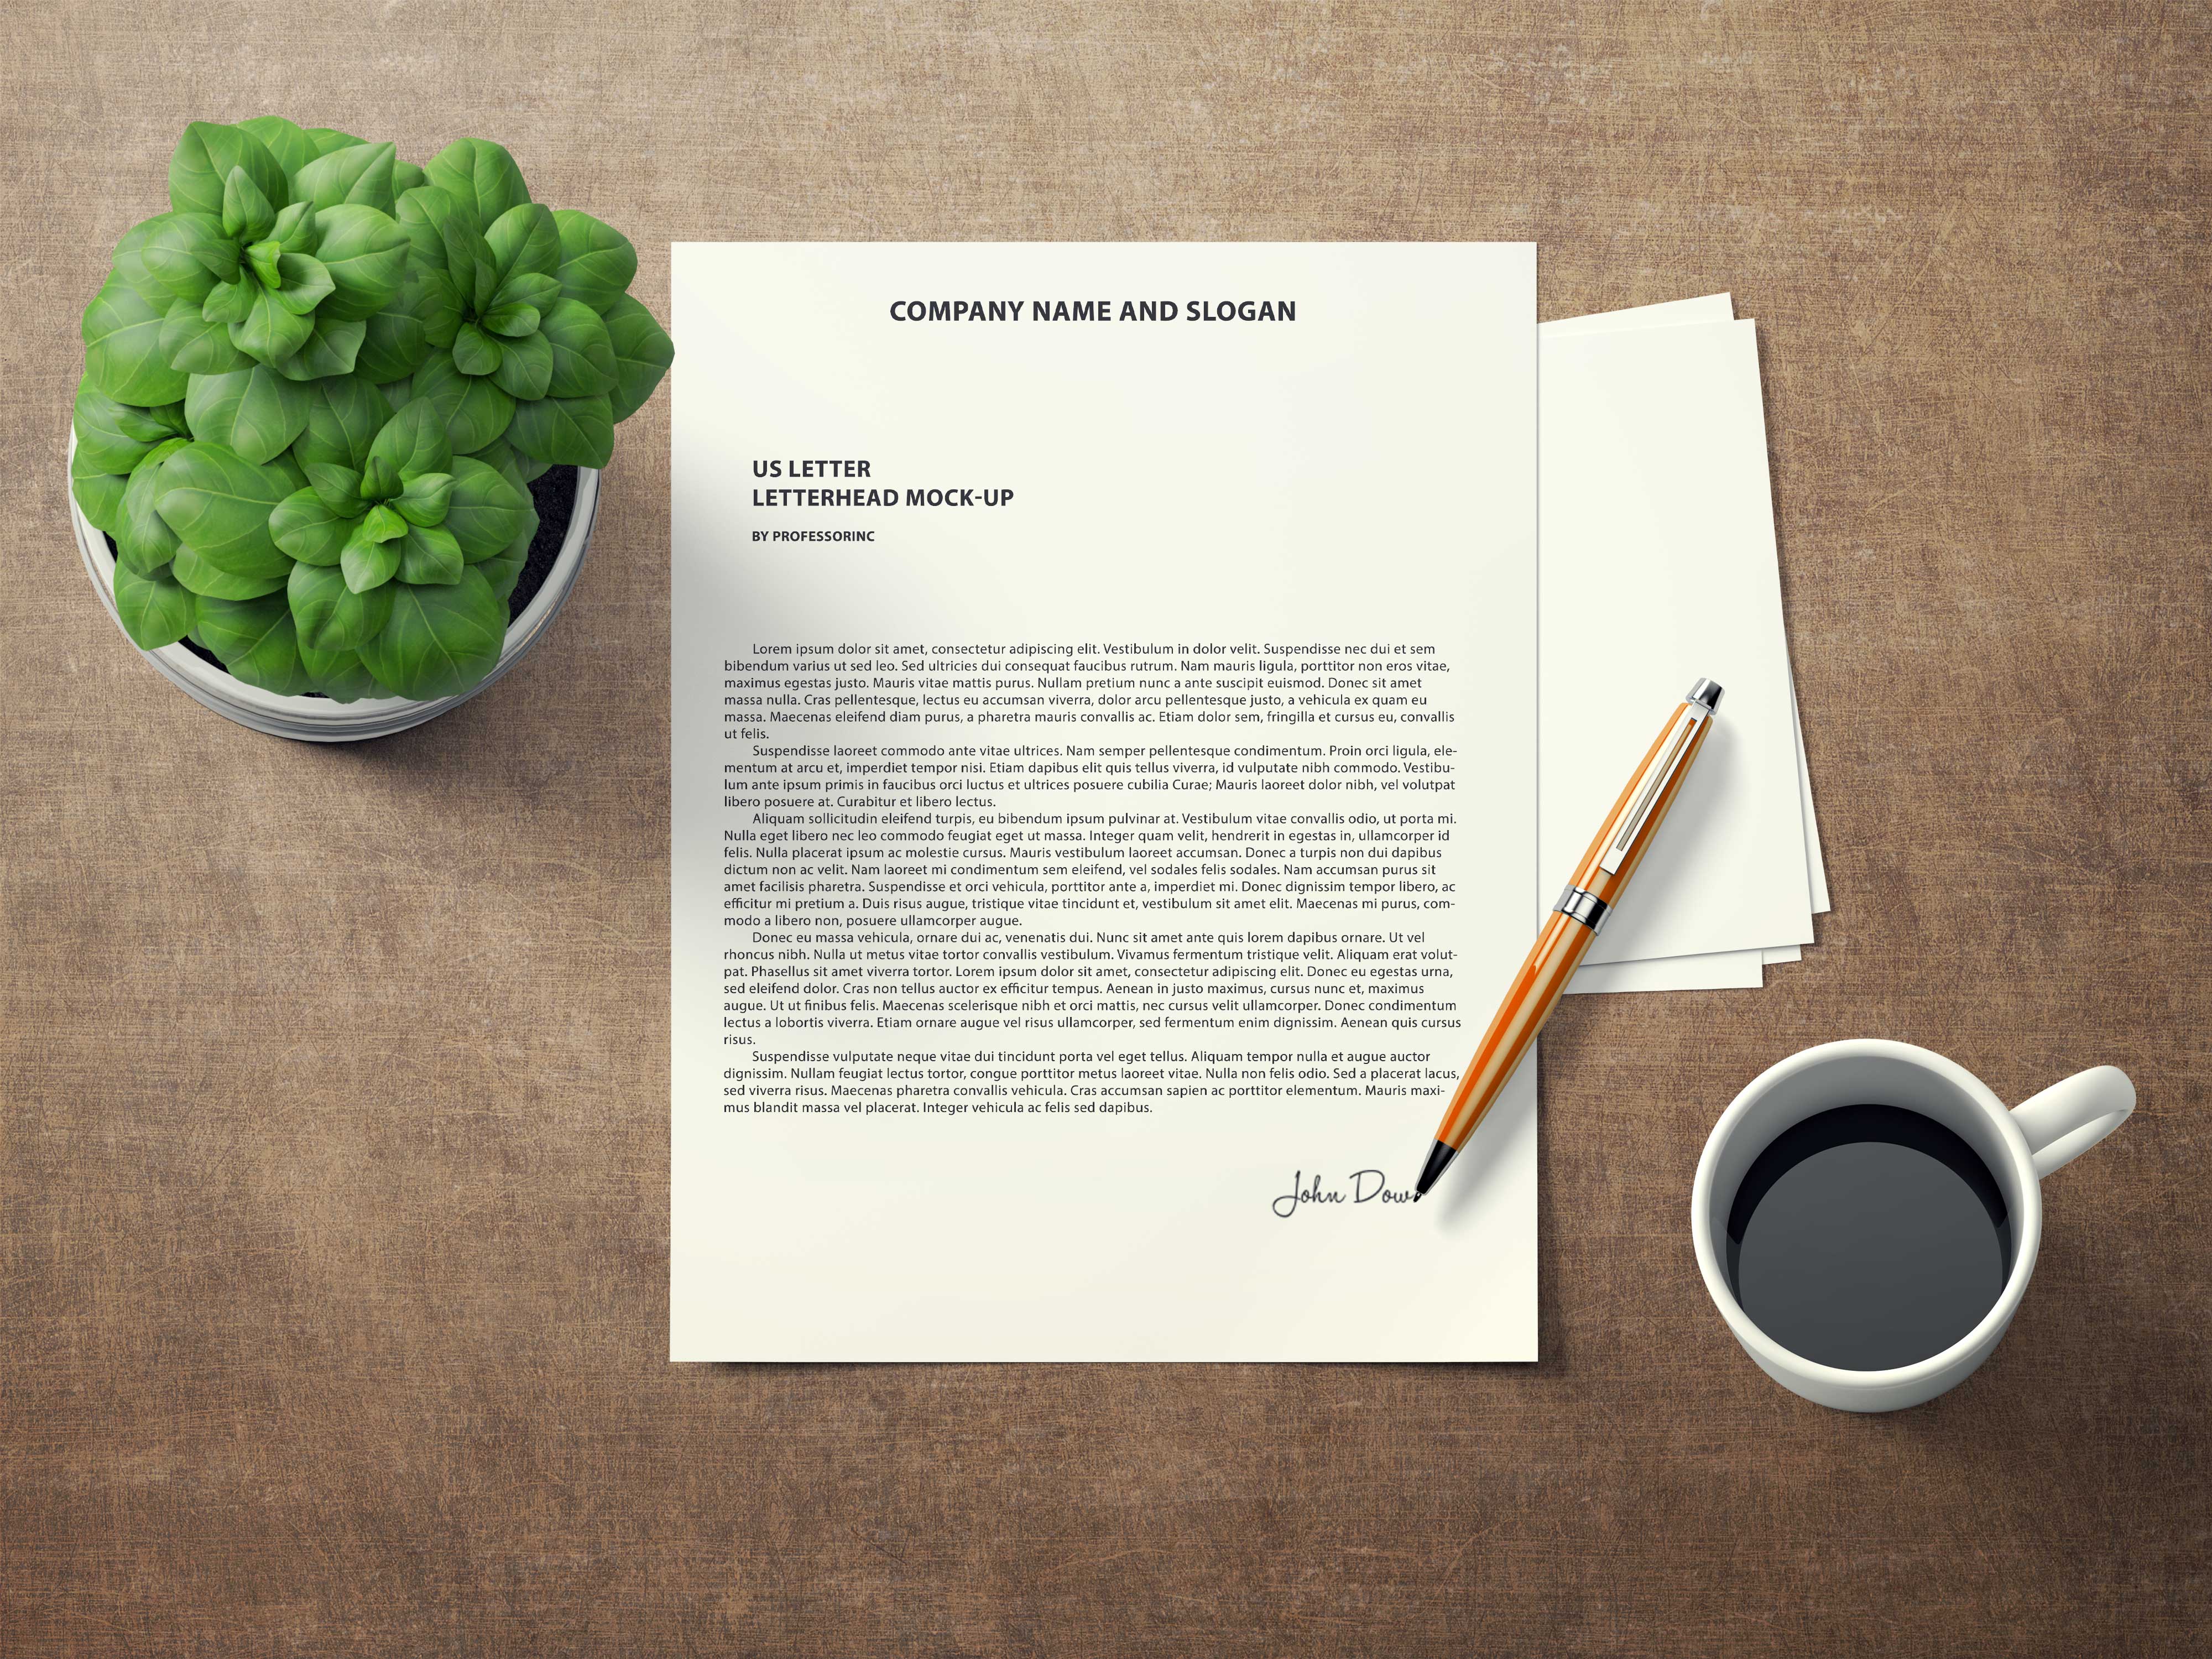 COMPANY NAME AND SLOGAN
US LETTER
LETTERHEAD MOCK-UP
BY PROFESSORINC
Lorem ipsum dolor sit amet, consectetur adipiscing elit. Vestibulum in dolor velit. Suspendisse nec dui et sem
bibendum varius ut sed leo. Sed ultricies dui consequat faucibus rutrum. Nam mauris ligula, porttitor non eros vitae,
maximus egestas justo. Mauris vitae mattis purus. Nullam pretium nunc a ante suscipit euismod. Donec sit amet
massa nulla. Cras pellentesque, lectus eu accumsan viverra, dolor arcu pellentesque justo, a vehicula ex quam eu
massa. Maecenas eleifend diam purus, a pharetra mauris convallis ac. Etiam dolor sem, fringilla et cursus eu, convallis
ut felis.
Suspendisse laoreet commodo ante vitae ultrices. Nam semper pellentesque condimentum. Proin orci ligula, ele-
mentum at arcu et, imperdiet tempor nisi. Etiam dapibus elit quis tellus viverra, id vulputate nibh commodo. Vestibu-
lum ante ipsum primis in faucibus orci luctus et ultrices posuere cubilia Curae; Mauris laoreet dolor nibh, vel volutpat
libero posuere at. Curabitur et libero lectus.
Aliquam sollicitudin eleifend turpis, eu bibendum ipsum pulvinar at. Vestibulum vitae convallis odio, ut porta mi.
Nulla eget libero nec leo commodo feugiat eget ut massa. Integer quam velit, hendrerit in egestas in, ullamcorper id
felis. Nulla placerat ipsum ac molestie cursus. Mauris vestibulum laoreet accumsan. Donec a turpis non dui dapibus
dictum non ac velit. Nam laoreet mi condimentum sem eleifend, vel sodales felis sodales. Nam accumsan purus sit
amet facilisis pharetra. Suspendisse et orci vehicula, porttitor ante a, imperdiet mi. Donec dignissim tempor libero, ac
efficitur mi pretium a. Duis risus augue, tristique vitae tincidunt et, vestibulum sit amet elit. Maecenas mi purus, com-
modo a libero non, posuere ullamcorper augue.
Donec eu massa vehicula, ornare dui ac, venenatis dui. Nunc sit amet ante quis lorem dapibus ornare. Ut vel
rhoncus nibh. Nulla ut metus vitae tortor convallis vestibulum. Vivamus fermentum tristique velit. Aliquam erat volut-
pat. Phasellus sit amet viverra tortor. Lorem ipsum dolor sit amet, consectetur adipiscing elit. Donec eu egestas urna,
sed eleifend dolor. Cras non tellus auctor ex efficitur tempus. Aenean in justo maximus, cursus nunc et, maximus
augue. Ut ut finibus felis. Maecenas scelerisque nibh et orci mattis, nec cursus velit ullamcorper. Donec condimentum
lectus a lobortis viverra. Etiam ornare augue vel risus ullamcorper, sed fermentum enim dignissim. Aenean quis cursus
risus.
Suspendisse vulputate neque vitae dui tincidunt porta vel eget tellus. Aliquam tempor nulla et augue auctor
dignissim. Nullam feugiat lectus tortor, congue porttitor metus laoreet vitae. Nulla non felis odio. Sed a placerat lacus,
sed viverra risus. Maecenas pharetra convallis vehicula. Cras accumsan sapien ac porttitor elementum. Mauris maxi-
mus blandit massa vel placerat. Integer vehicula ac felis sed dapibus.
John Dow